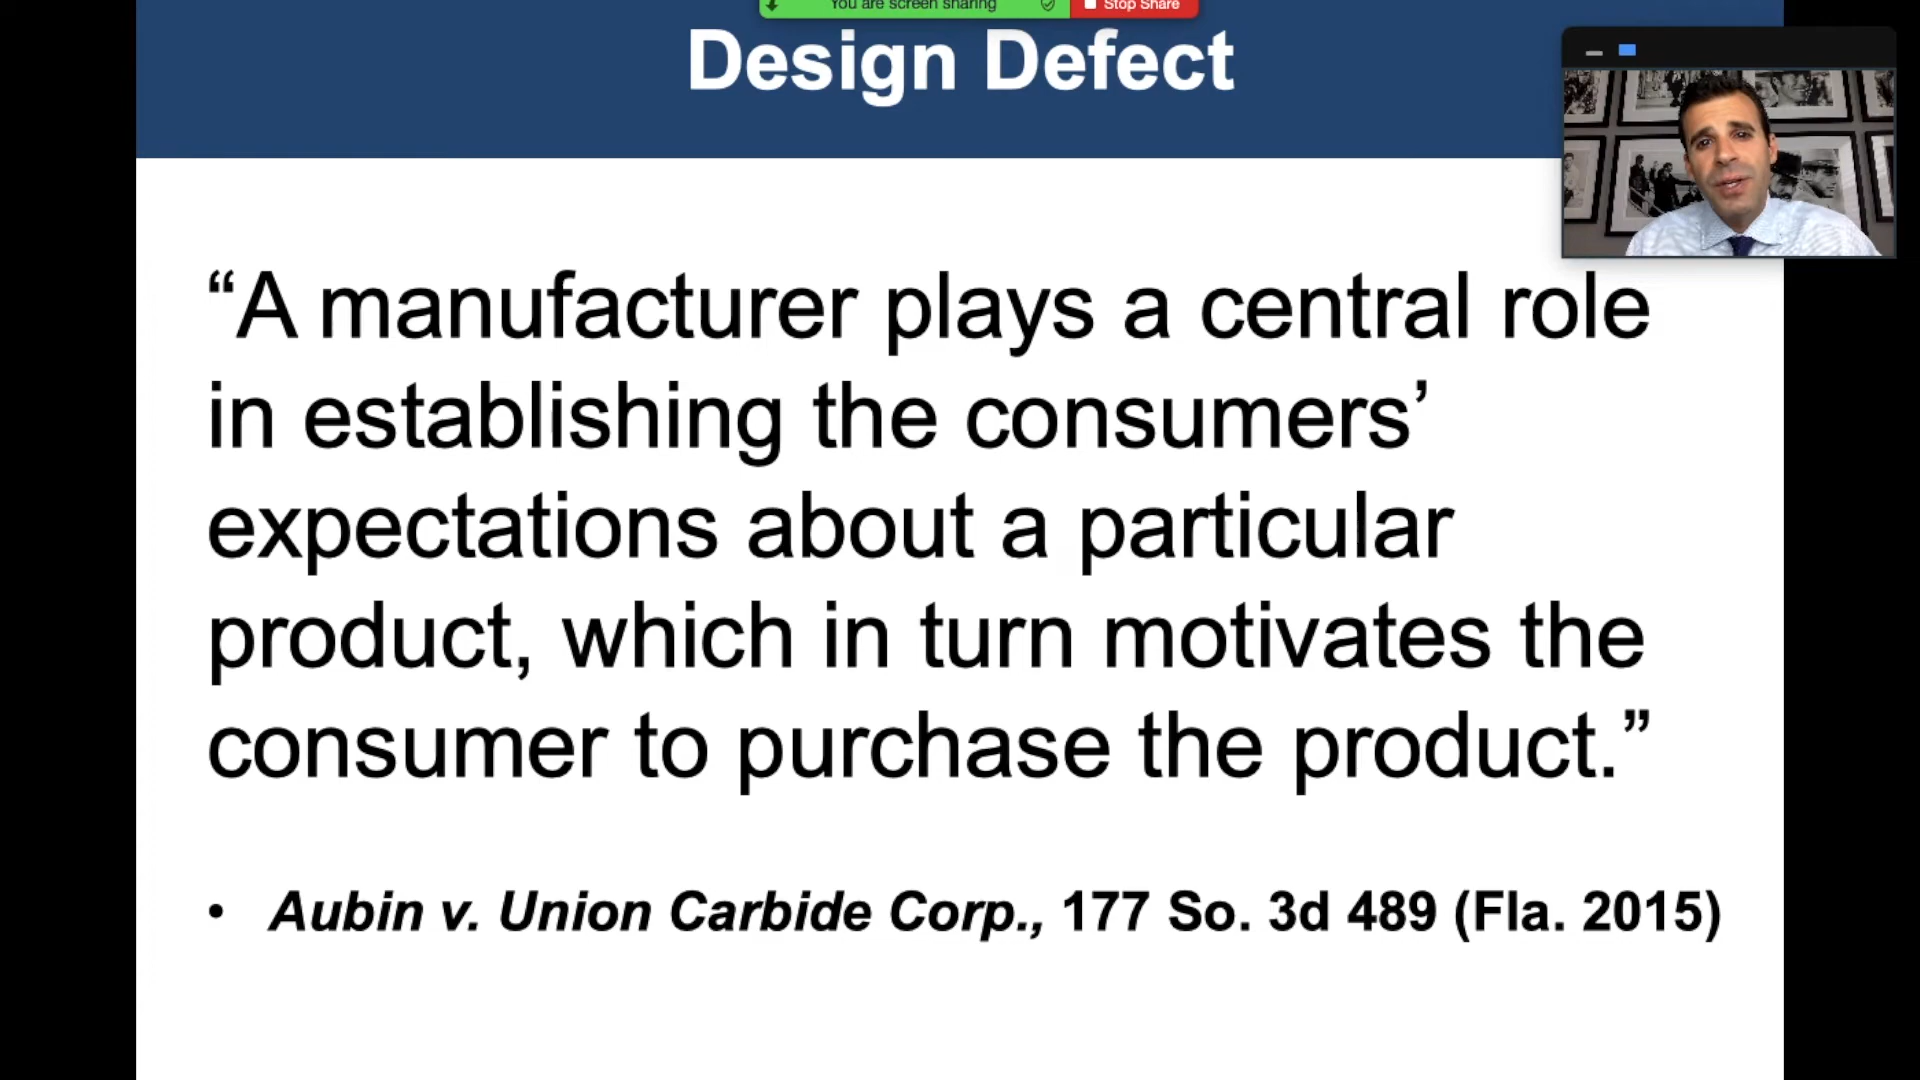 You are screen sharing
Stop Share
Design Defect
“A manufacturer plays a central role
in establishing the consumers’
expectations about a particular
product, which in turn motivates the
consumer to purchase the product.”
• Aubin v. Union Carbide Corp., 177 So. 3d 489 (Fla. 2015)